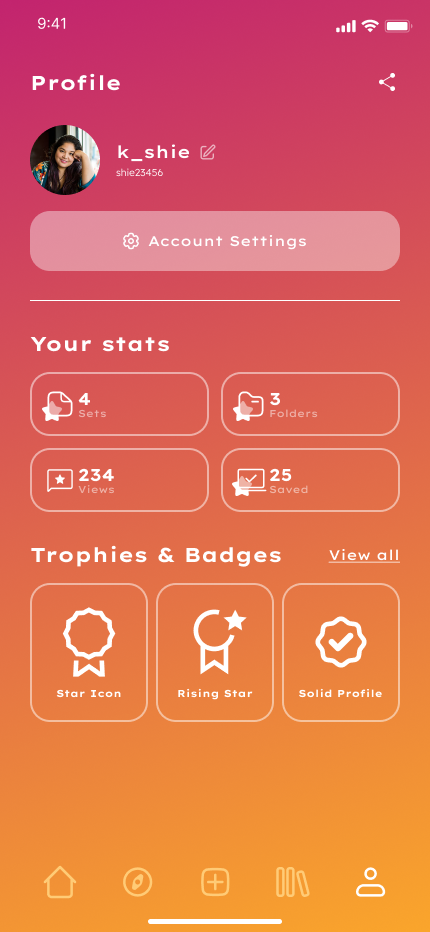 9:41
Profile
k_shie
shie23456
Account Settings
Your stats
4
Sets
3
Folders
234
Views
25
Saved
Trophies & Badges
View all
Star Icon
Rising Star
Solid Profile